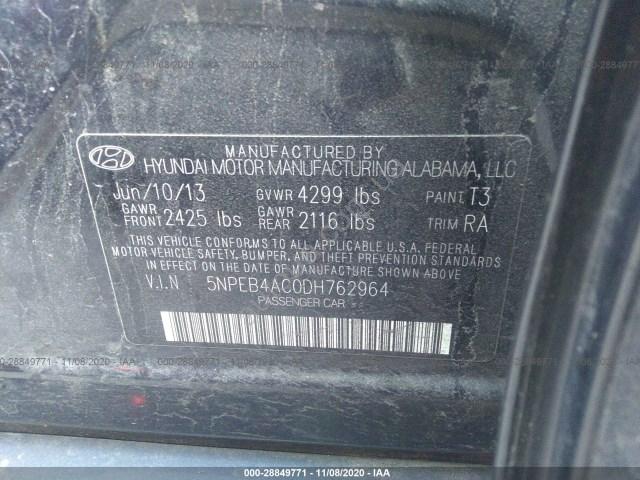 MANUFACTURED BY
HYUNDAI MOTOR MANUFACTURING ALABAMA, LLC
Jun/10/13 GVWR 4299 lbs PAINT T3
GAWR FRONT 2425 lbs GAWR REAR 2116 lbs TRIM RA
THIS VEHICLE CONFORMS TO ALL APPLICABLE U.S.A. FEDERAL
MOTOR VEHICLE SAFETY, BUMPER, AND THEFT PREVENTION
STANDARDS IN EFFECT ON THE DATE OF MANUFACTURE SHOWN ABOVE.
V.I.N 5NPEB4AC0DH762964
PASSENGER CAR
000-28849771 - 11/08/2020 - IAA